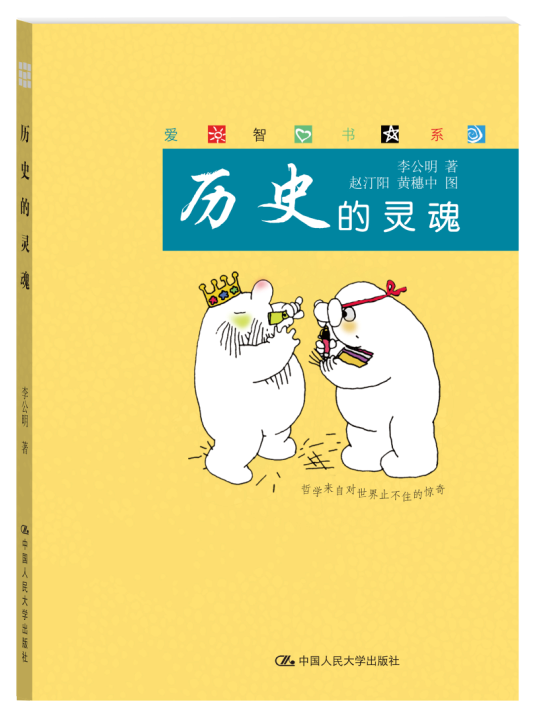 爱智书系
李公明 著
赵汀阳 黄穗中 图
历史的灵魂
哲学来自对世界止不住的惊奇
中国人民大学出版社
历史的灵魂
李公明 著
中国人民大学出版社